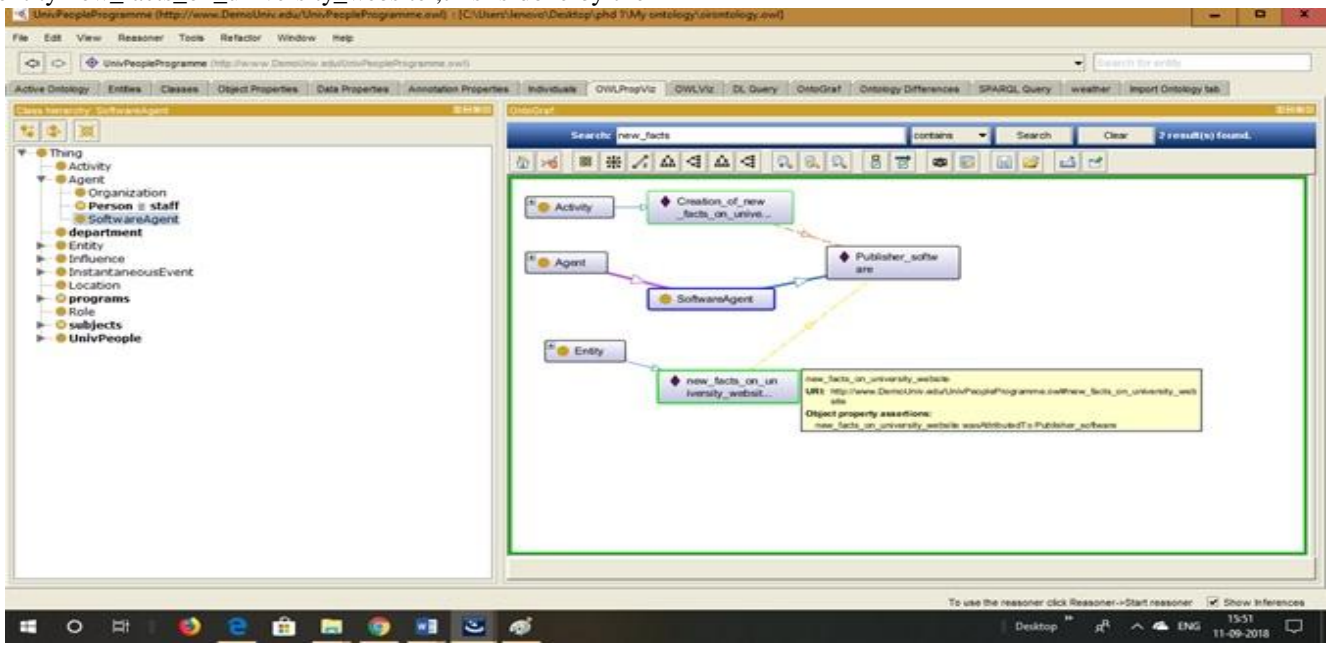 UnivPeopleProgramme (http://www.DemoUniv.edu/UnivPeopleProgramme.owl) : [C:\Users\lenovo\Desktop\phd T\My ontology\oirontology.owl]
File Edit View Reasoner Tools Refactor Window Help
UnivPeopleProgramme (http://www.DemoUniv.edu/UnivPeopleProgramme.owl)
Search for entity
Active Ontology Entities Classes Object Properties Data Properties Annotation Properties Individuals OWLPropViz OWLViz DL Query OntoGraf Ontology Differences SPARQL Query weather Import Ontology tab
Class hierarchy: SoftwareAgent
OntoGraf:
Search: new_facts contains Search Clear 2 result(s) found.
Thing
Activity
Agent
Organization
Person ≡ staff
SoftwareAgent
department
Entity
Influence
InstantaneousEvent
Location
programs
Role
subjects
UnivPeople
Activity
Creation_of_new
_facts_on_unive...
Agent
Publisher_softw
are
SoftwareAgent
Entity
new_facts_on_un
iversity_websit...
new_facts_on_university_website
URI: http://www.DemoUniv.edu/UnivPeopleProgramme.owl#new_facts_on_university_web
site
Object property assertions:
new_facts_on_university_website wasAttributedTo Publisher_software
To use the reasoner click Reasoner->Start reasoner Show Inferences
Desktop ENG 15:51
11-09-2018